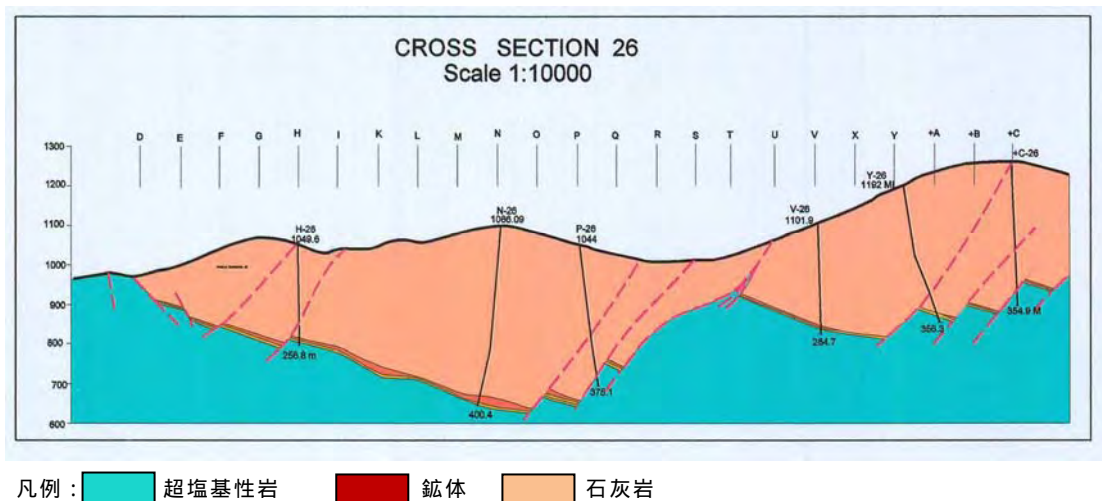 CROSS SECTION 26
Scale 1:10000
D E F G H I K L M N O P Q R S T U V X Y +A +B +C
1300
1200
1100
1000
900
800
700
600
H-26
1049.6
N-26
1086.09
P-26
1044
V-26
1101.9
Y-26
1192 M
+C-26
256.8 m
400.4
378.1
284.7
356.3
354.9 M
凡例 : 超塩基性岩 鉱体 石灰岩